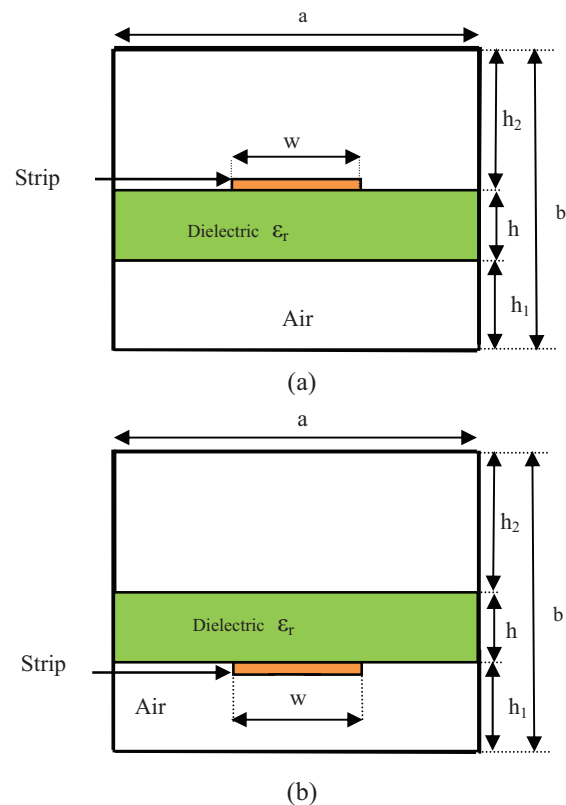 a
h₂
w
Strip
Dielectric εᵣ
h
b
h₁
Air
(a)
a
h₂
Dielectric εᵣ
h
b
Strip
Air
w
h₁
(b)